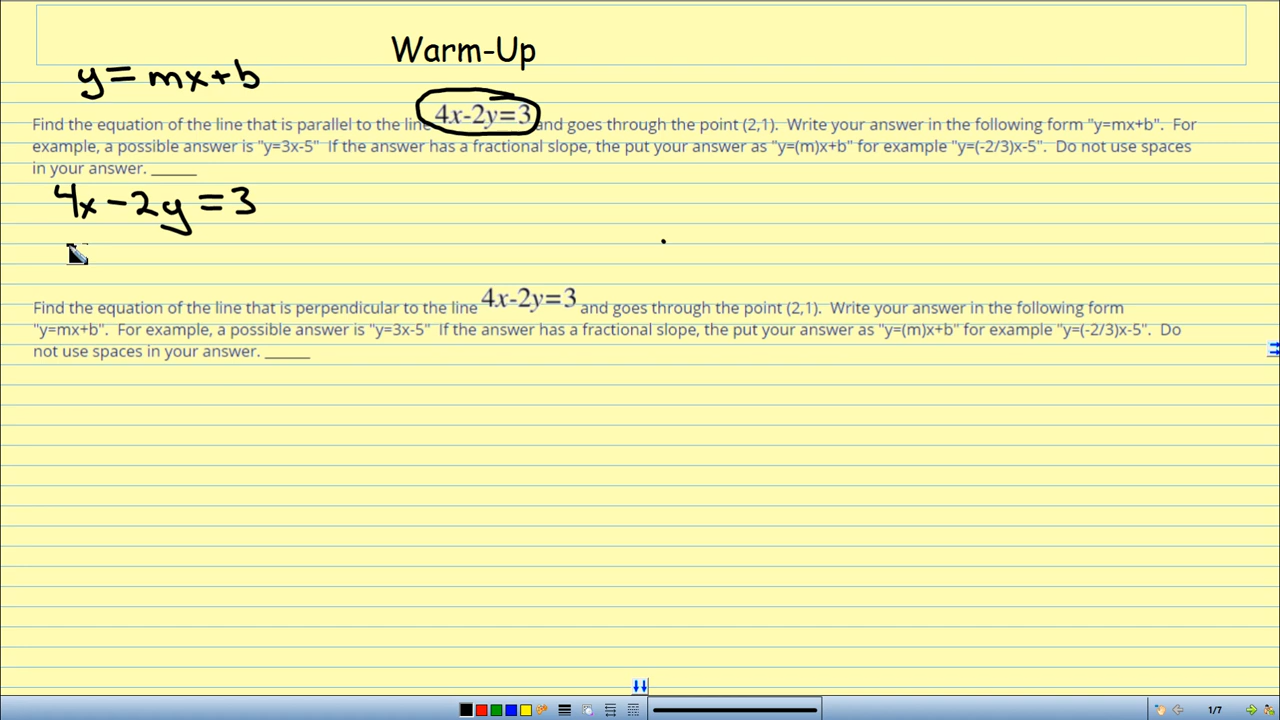 Warm-Up
y=mx+b
4x-2y=3
Find the equation of the line that is parallel to the line and goes through the point (2,1).  Write your answer in the following form "y=mx+b".  For
example, a possible answer is "y=3x-5"  If the answer has a fractional slope, the put your answer as "y=(m)x+b" for example "y=(-2/3)x-5".  Do not use spaces
in your answer. ______
4x-2y=3
Find the equation of the line that is perpendicular to the line 4x-2y=3 and goes through the point (2,1).  Write your answer in the following form
"y=mx+b".  For example, a possible answer is "y=3x-5"  If the answer has a fractional slope, the put your answer as "y=(m)x+b" for example "y=(-2/3)x-5".  Do
not use spaces in your answer. ______
1/7